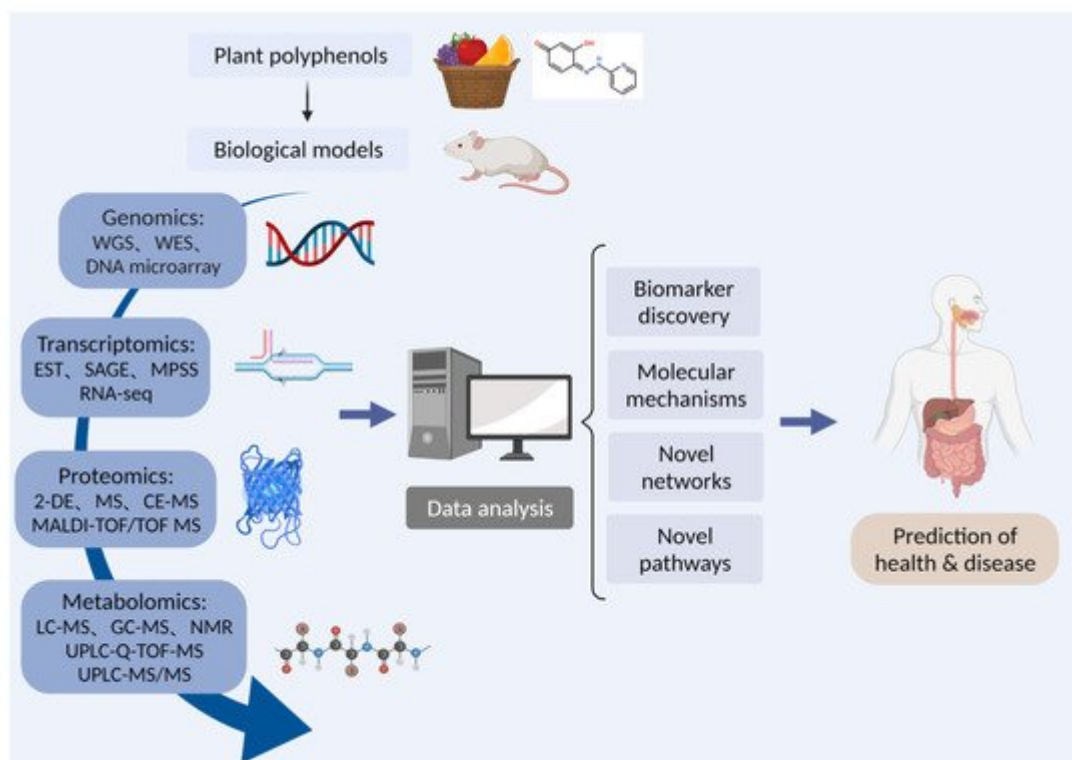 Plant polyphenols
Biological models
Genomics:
WGS、WES、
DNA microarray
Transcriptomics:
EST、SAGE、MPSS
RNA-seq
Proteomics:
2-DE、MS、CE-MS
MALDI-TOF/TOF MS
Metabolomics:
LC-MS、GC-MS、NMR
UPLC-Q-TOF-MS
UPLC-MS/MS
Data analysis
Biomarker
discovery
Molecular
mechanisms
Novel
networks
Novel
pathways
Prediction of
health & disease